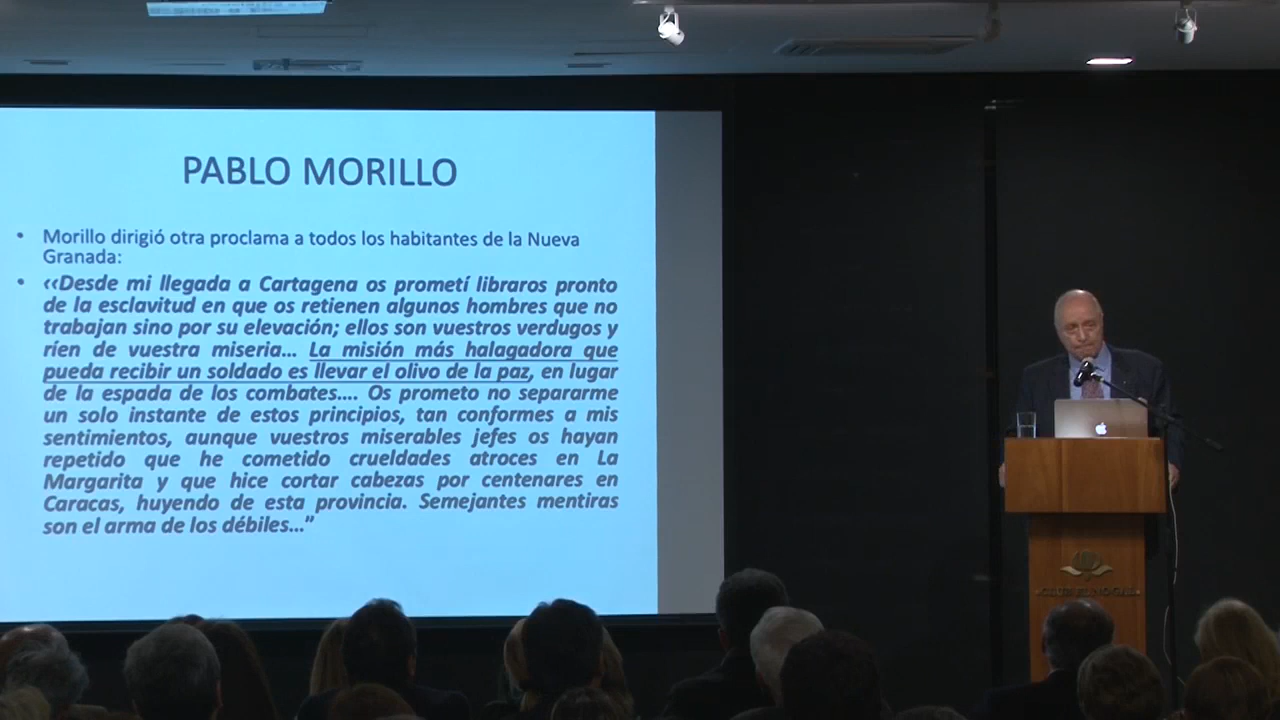 PABLO MORILLO
• Morillo dirigió otra proclama a todos los habitantes de la Nueva
Granada:
• ‹‹Desde mi llegada a Cartagena os prometí libraros pronto
de la esclavitud en que os retienen algunos hombres que no
trabajan sino por su elevación; ellos son vuestros verdugos y
ríen de vuestra miseria... La misión más halagadora que
pueda recibir un soldado es llevar el olivo de la paz, en lugar
de la espada de los combates.... Os prometo no separarme
un solo instante de estos principios, tan conformes a mis
sentimientos, aunque vuestros miserables jefes os hayan
repetido que he cometido crueldades atroces en La
Margarita y que hice cortar cabezas por centenares en
Caracas, huyendo de esta provincia. Semejantes mentiras
son el arma de los débiles...”
CLUB EL NOGAL